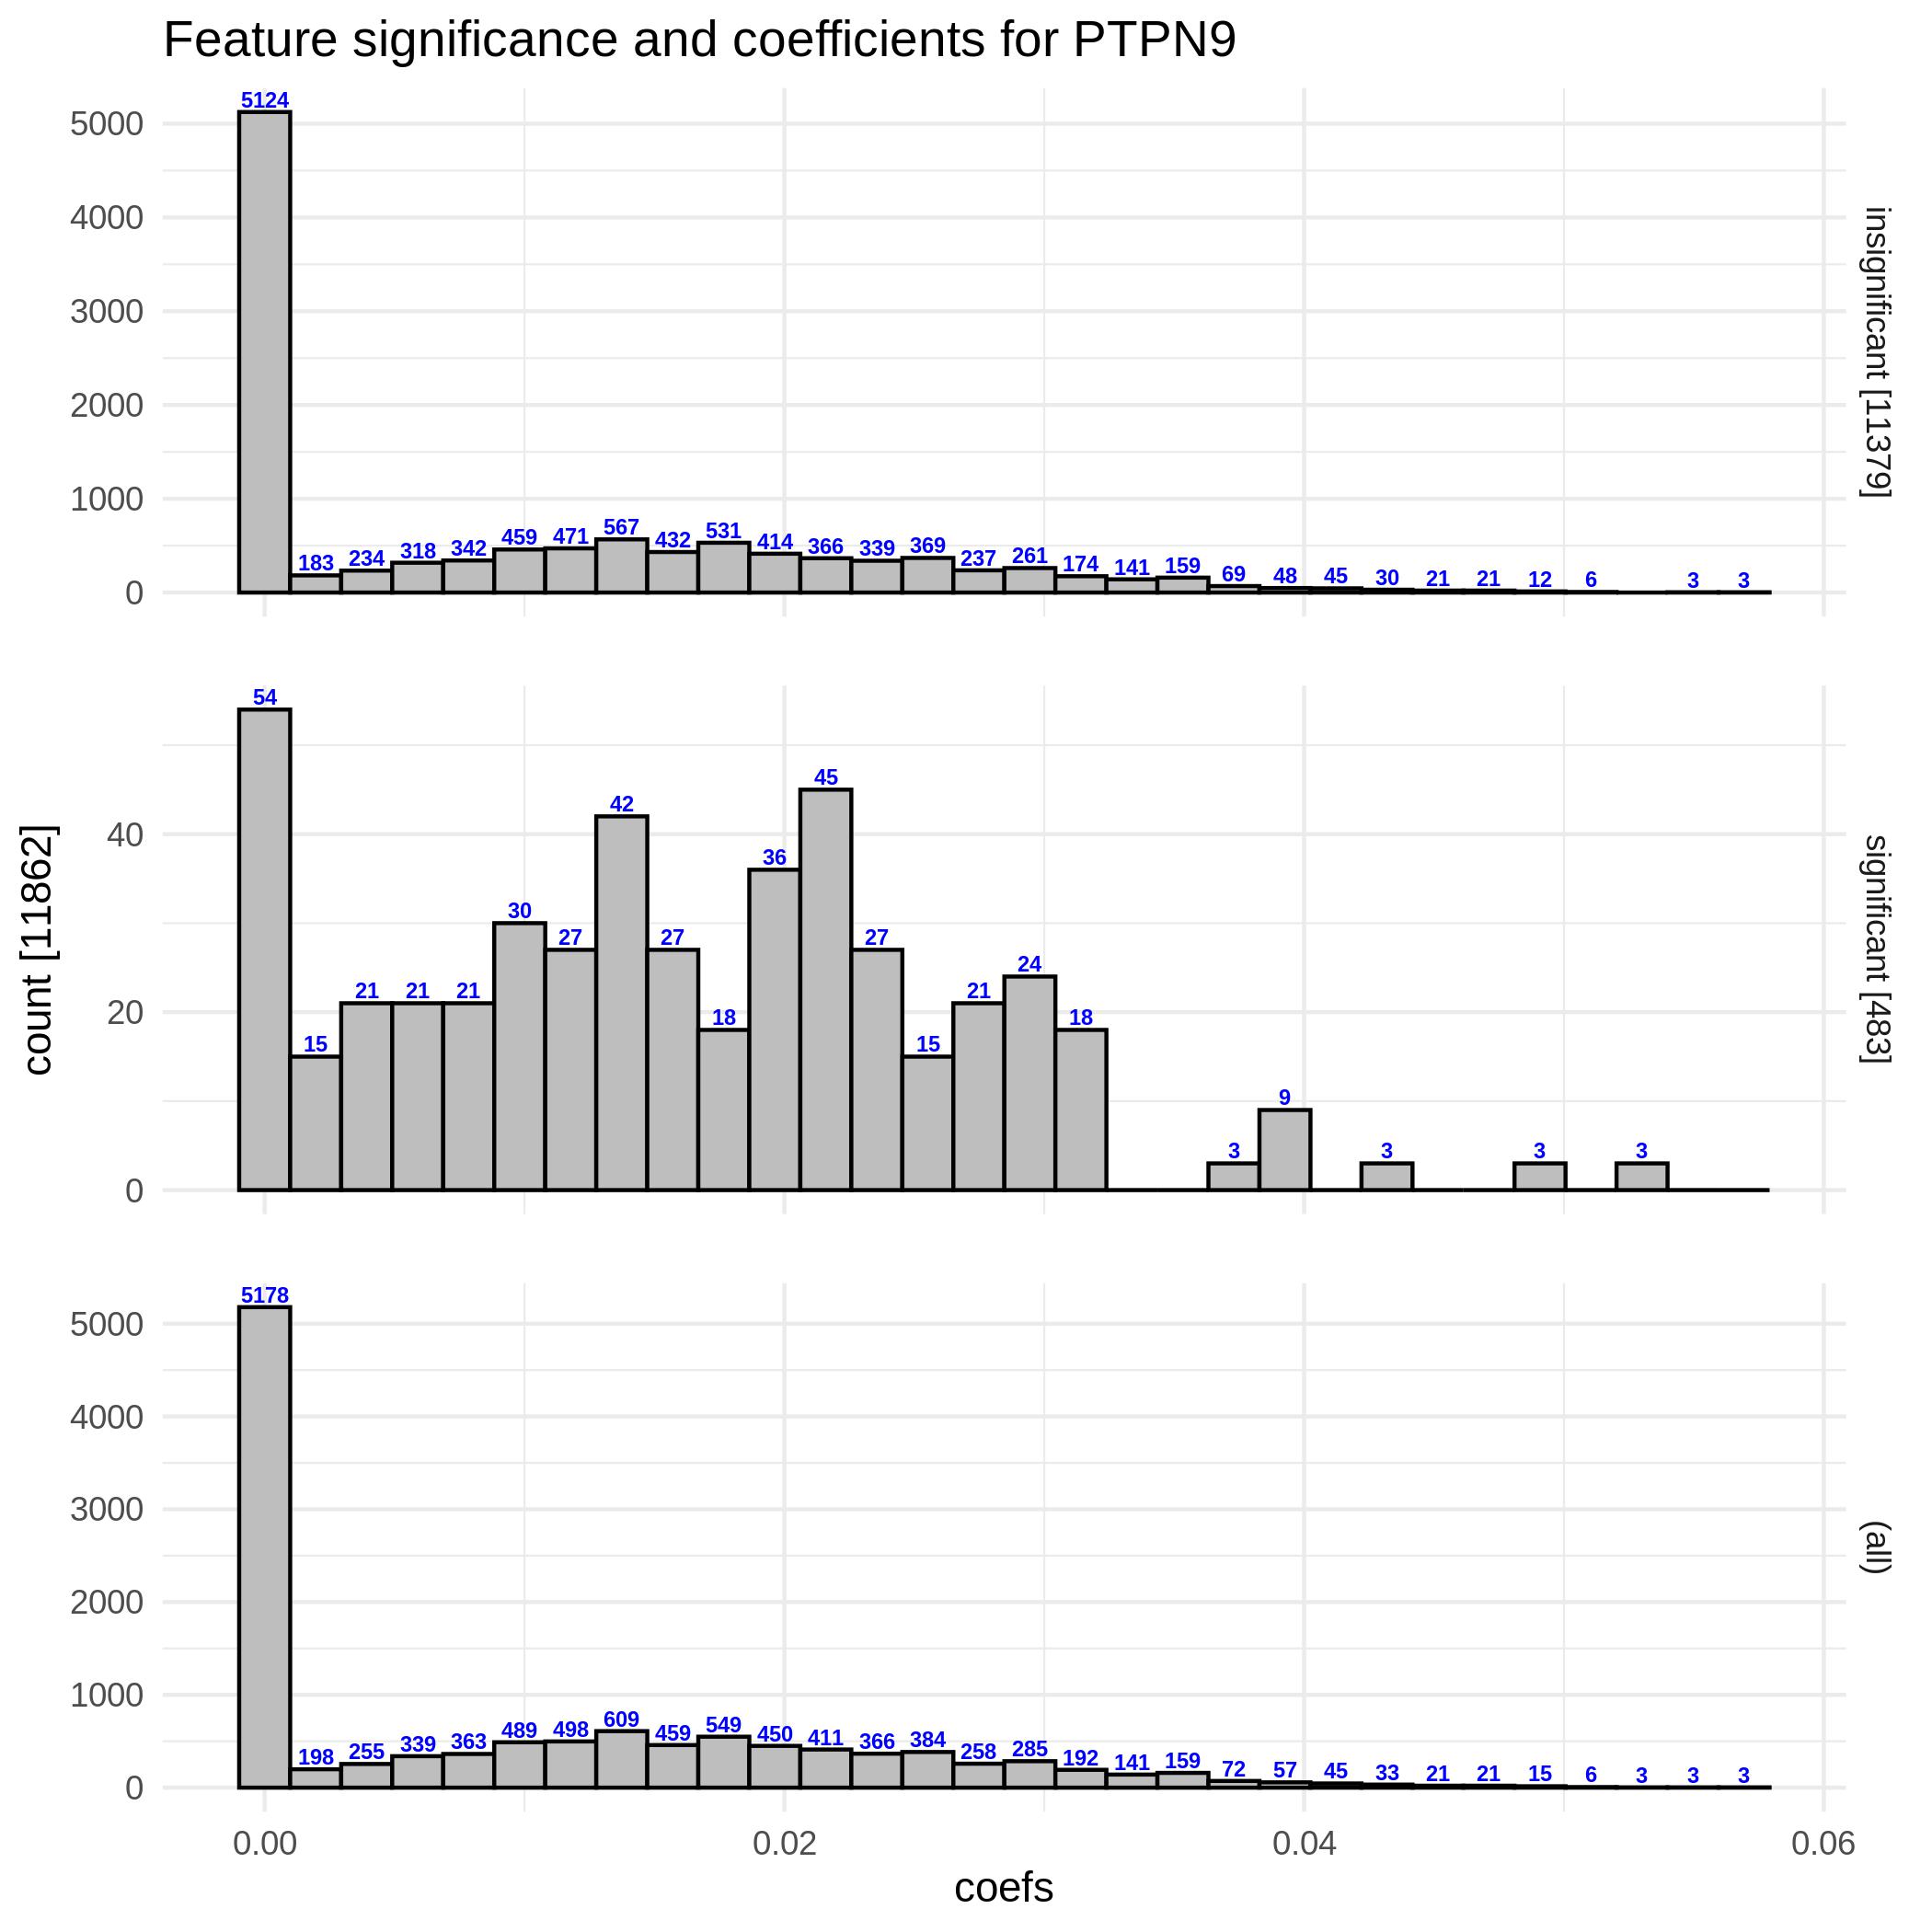 Feature significance and coefficients for PTPN9
5124
5000
4000
3000
2000
1000
0
183 234 318 342 459 471 567 432 531 414 366 339 369 237 261 174 141 159 69 48 45 30 21 21 12 6 3 3
insignificant [11379]
count [11862]
54
40
20
0
15 21 21 21 30 27 42 27 18 36 45 27 15 21 24 18 3 9 3 3 3
significant [483]
5178
5000
4000
3000
2000
1000
0
198 255 339 363 489 498 609 459 549 450 411 366 384 258 285 192 141 159 72 57 45 33 21 21 15 6 3 3 3
(all)
0.00 0.02 0.04 0.06
coefs